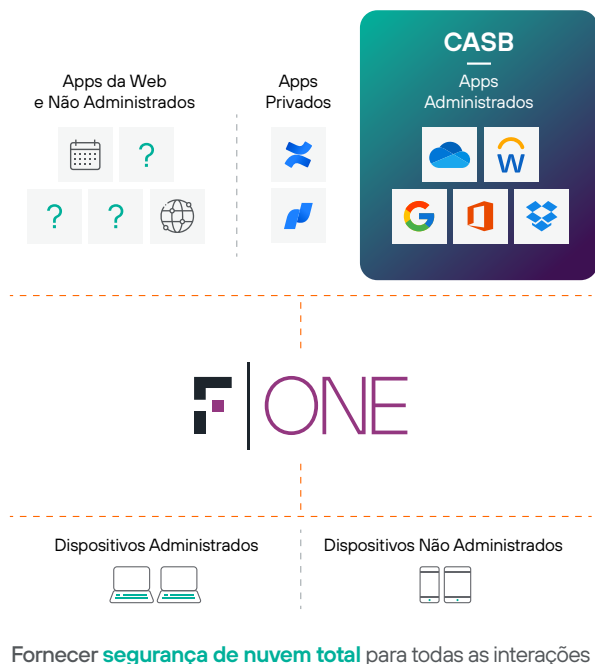 CASB
Apps da Web
e Não Administrados
Apps
Privados
Apps
Administrados
?
W
? ?
G
F ONE
Dispositivos Administrados
Dispositivos Não Administrados
Fornecer segurança de nuvem total para todas as interações